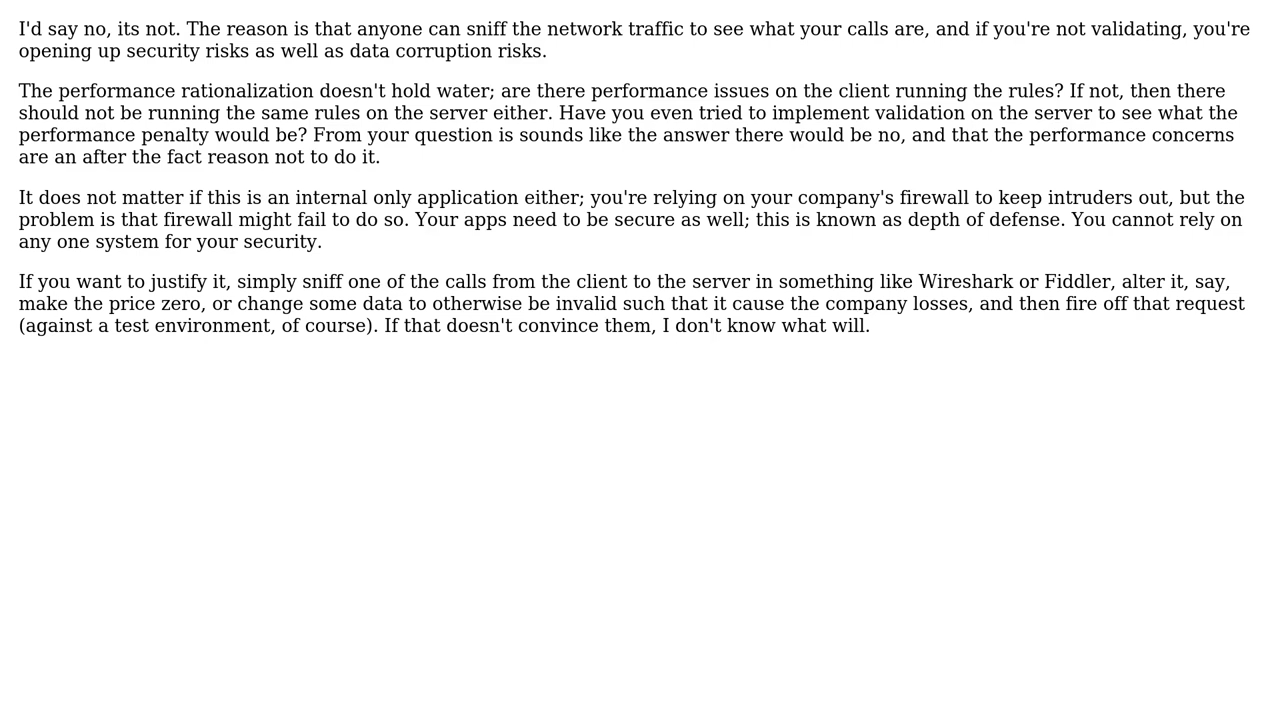 I'd say no, its not. The reason is that anyone can sniff the network traffic to see what your calls are, and if you're not validating, you're
opening up security risks as well as data corruption risks.
The performance rationalization doesn't hold water; are there performance issues on the client running the rules? If not, then there
should not be running the same rules on the server either. Have you even tried to implement validation on the server to see what the
performance penalty would be? From your question is sounds like the answer there would be no, and that the performance concerns
are an after the fact reason not to do it.
It does not matter if this is an internal only application either; you're relying on your company's firewall to keep intruders out, but the
problem is that firewall might fail to do so. Your apps need to be secure as well; this is known as depth of defense. You cannot rely on
any one system for your security.
If you want to justify it, simply sniff one of the calls from the client to the server in something like Wireshark or Fiddler, alter it, say,
make the price zero, or change some data to otherwise be invalid such that it cause the company losses, and then fire off that request
(against a test environment, of course). If that doesn't convince them, I don't know what will.